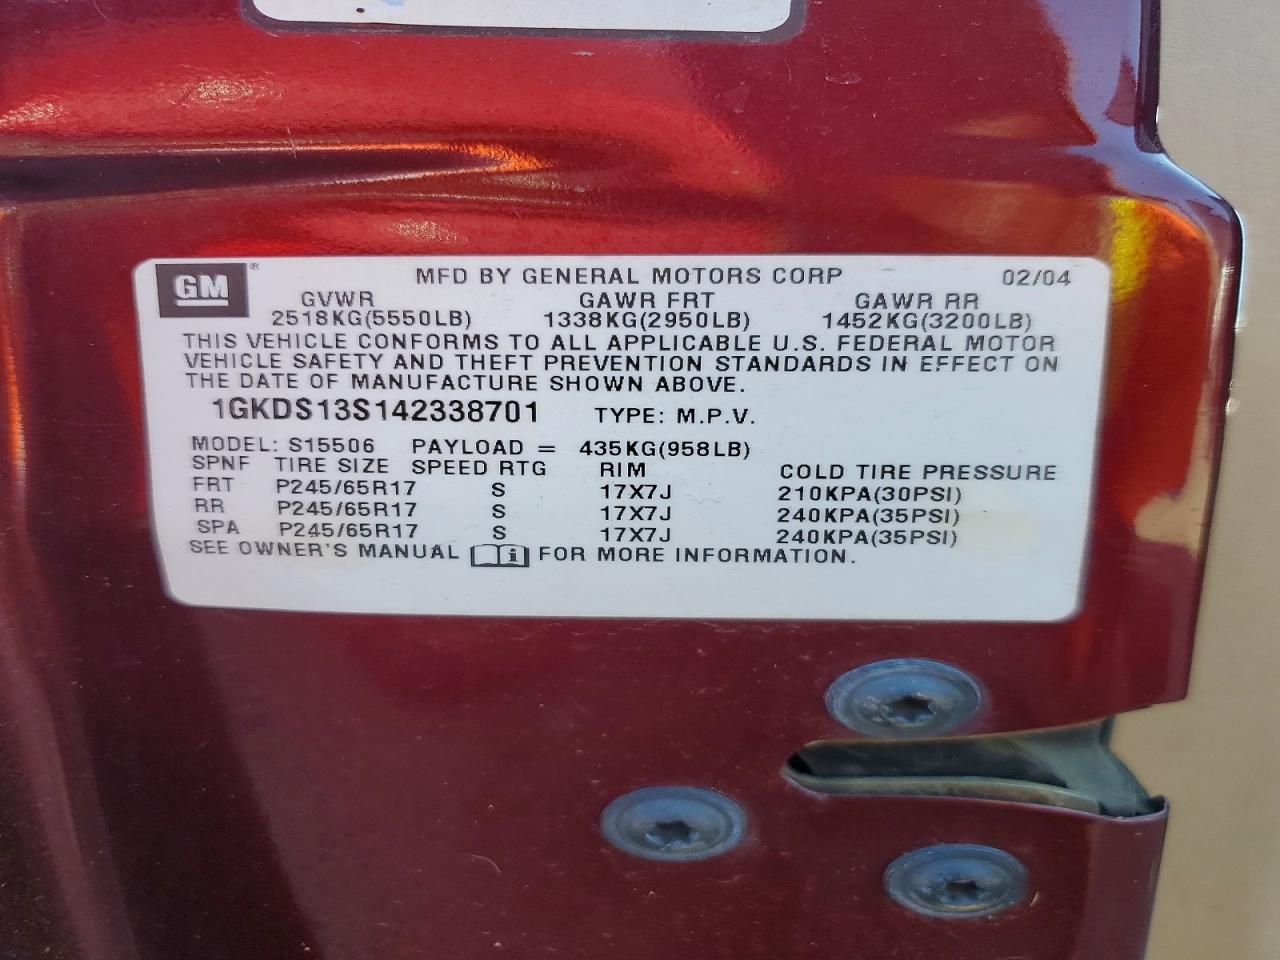 GM ® MFD BY GENERAL MOTORS CORP 02/04
GVWR GAWR FRT GAWR RR
2518KG(5550LB) 1338KG(2950LB) 1452KG(3200LB)
THIS VEHICLE CONFORMS TO ALL APPLICABLE U.S. FEDERAL MOTOR
VEHICLE SAFETY AND THEFT PREVENTION STANDARDS IN EFFECT ON
THE DATE OF MANUFACTURE SHOWN ABOVE.
1GKDS13S142338701 TYPE: M.P.V.
MODEL: S15506 PAYLOAD = 435KG(958LB)
SPNF TIRE SIZE SPEED RTG RIM COLD TIRE PRESSURE
FRT P245/65R17 S 17X7J 210KPA(30PSI)
RR P245/65R17 S 17X7J 240KPA(35PSI)
SPA P245/65R17 S 17X7J 240KPA(35PSI)
SEE OWNER'S MANUAL i FOR MORE INFORMATION.